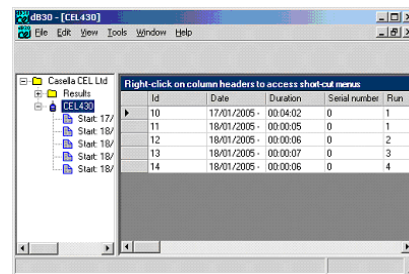 dB30 - [CEL430]
File Edit View Tools Window Help
Casella CEL Ltd
Results
CEL430
Start: 17/
Start: 18/
Start: 18/
Start: 18/
Start: 18/
Right-click on column headers to access short-cut menus
Id Date Duration Serial number Run
10 17/01/2005 - 00:04:02 0 1
11 18/01/2005 - 00:00:05 0 1
12 18/01/2005 - 00:00:06 0 2
13 18/01/2005 - 00:00:07 0 3
14 18/01/2005 - 00:00:06 0 4